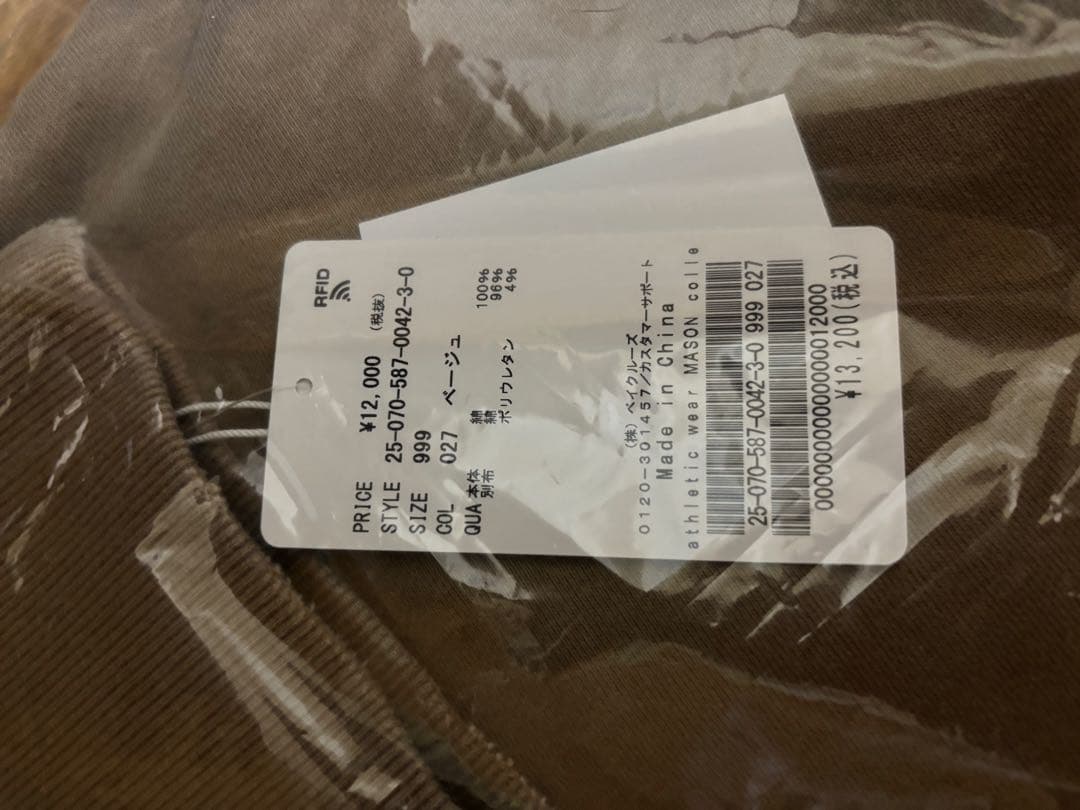 RFID
PRICE ¥12,000 (税抜)
STYLE 25-070-587-0042-3-0
SIZE 999
COL 027 ベージュ
QUA 本体 綿 100%
別布 綿 96%
ポリウレタン 4%
(株) ベイクルーズ
0120-301457/カスタマーサポート
Made in China
athletic wear MASON colle
25-070-587-0042-3-0 999 027
0000000000000000012000
¥13,200(税込)